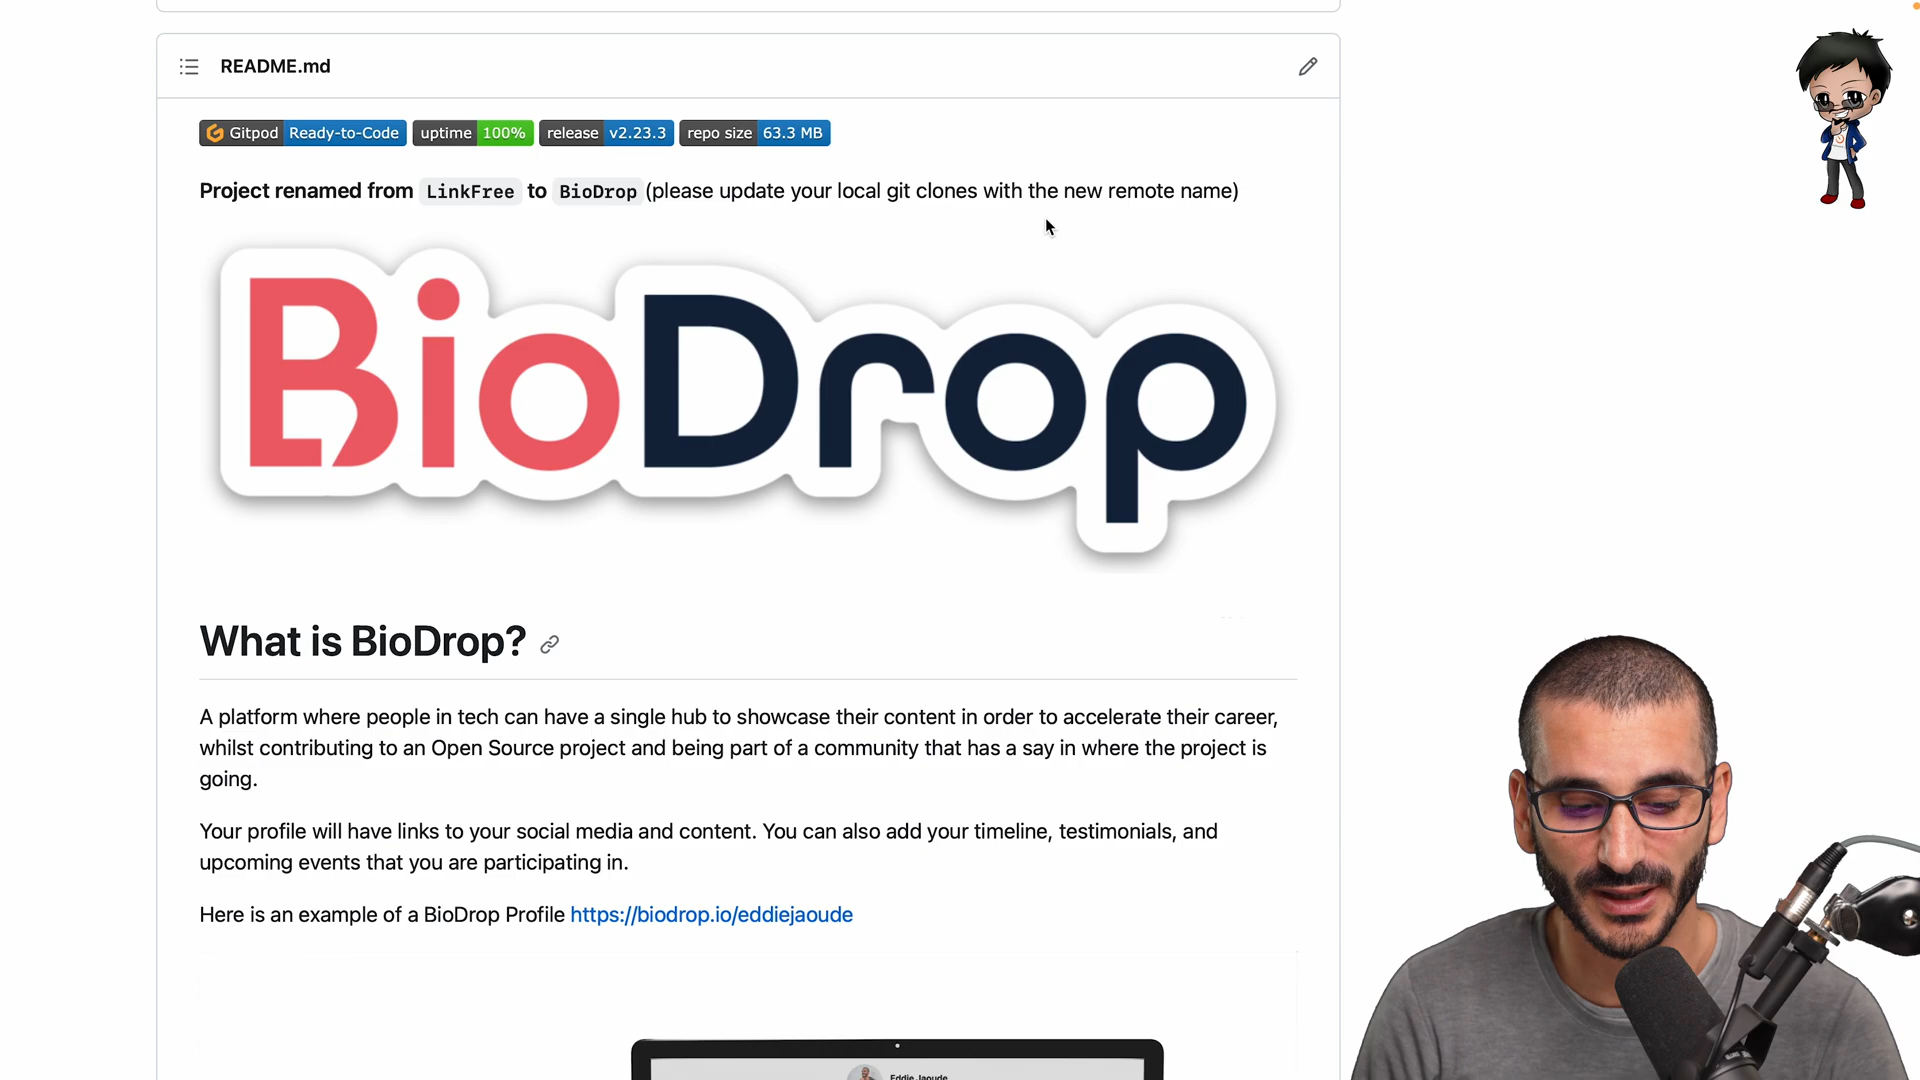 README.md
Gitpod Ready-to-Code uptime 100% release v2.23.3 repo size 63.3 MB
Project renamed from LinkFree to BioDrop (please update your local git clones with the new remote name)
BioDrop
What is BioDrop?
A platform where people in tech can have a single hub to showcase their content in order to accelerate their career,
whilst contributing to an Open Source project and being part of a community that has a say in where the project is
going.
Your profile will have links to your social media and content. You can also add your timeline, testimonials, and
upcoming events that you are participating in.
Here is an example of a BioDrop Profile https://biodrop.io/eddiejaoude
Eddie Jaoude